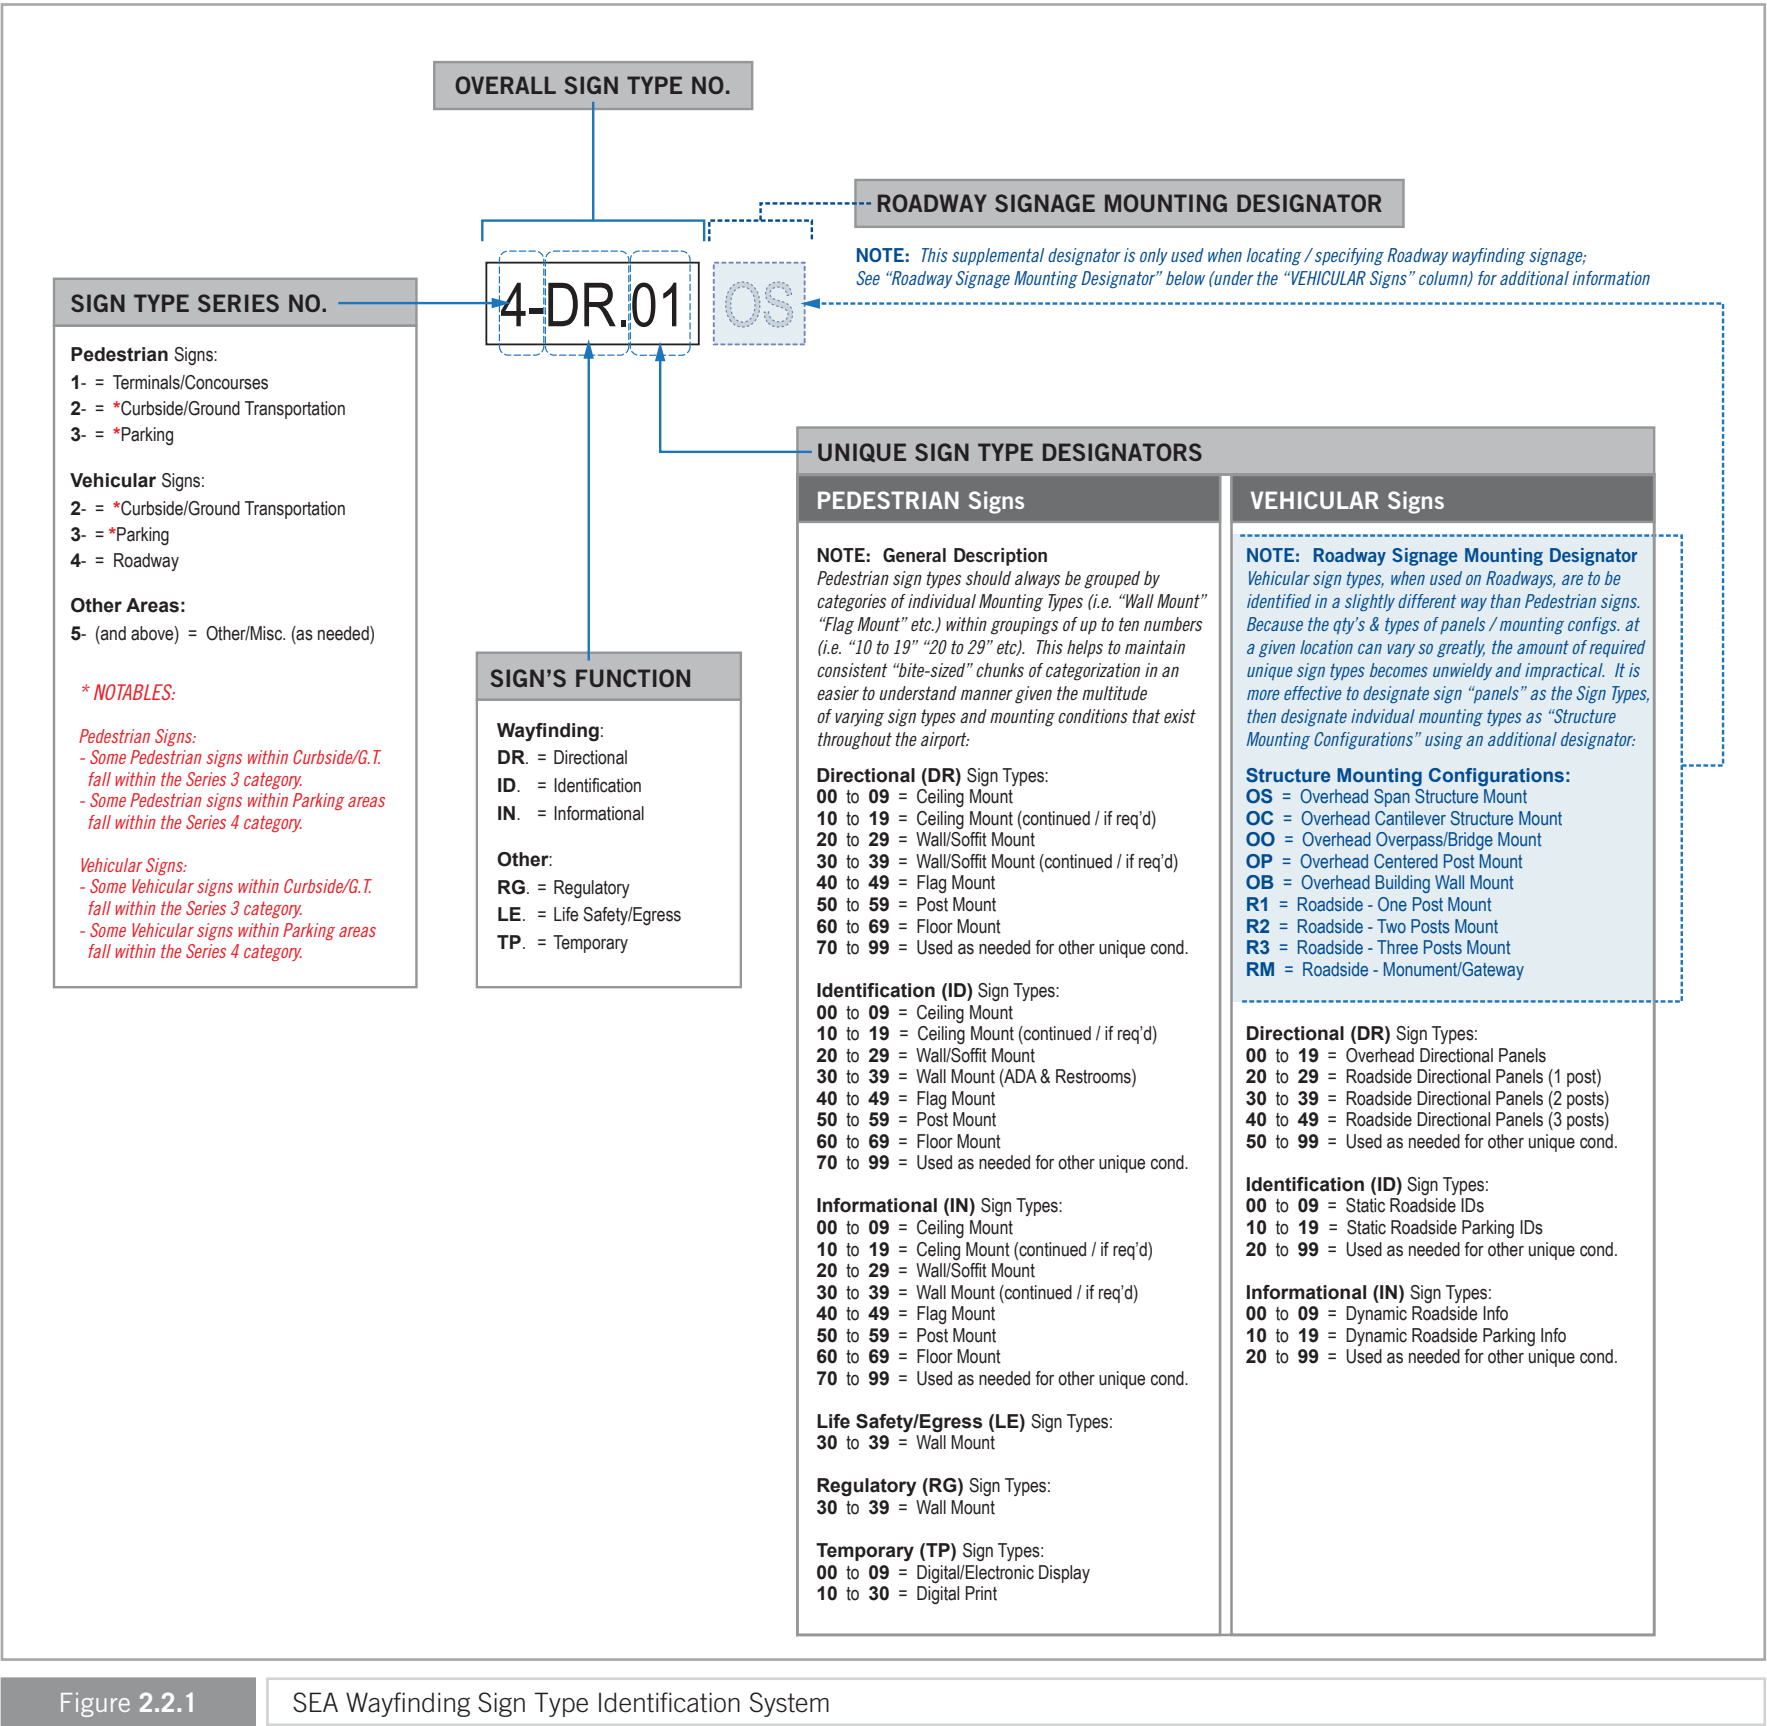 OVERALL SIGN TYPE NO.
ROADWAY SIGNAGE MOUNTING DESIGNATOR
NOTE: This supplemental designator is only used when locating / specifying Roadway wayfinding signage;
See “Roadway Signage Mounting Designator” below (under the “VEHICULAR Signs” column) for additional information
4-DR.01
OS
SIGN TYPE SERIES NO.
Pedestrian Signs:
1- = Terminals/Concourses
2- = *Curbside/Ground Transportation
3- = *Parking
Vehicular Signs:
2- = *Curbside/Ground Transportation
3- = *Parking
4- = Roadway
Other Areas:
5- (and above) = Other/Misc. (as needed)
* NOTABLES:
Pedestrian Signs:
- Some Pedestrian signs within Curbside/G.T.
fall within the Series 3 category.
- Some Pedestrian signs within Parking areas
fall within the Series 4 category.
Vehicular Signs:
- Some Vehicular signs within Curbside/G.T.
fall within the Series 3 category.
- Some Vehicular signs within Parking areas
fall within the Series 4 category.
SIGN’S FUNCTION
Wayfinding:
DR. = Directional
ID. = Identification
IN. = Informational
Other:
RG. = Regulatory
LE. = Life Safety/Egress
TP. = Temporary
UNIQUE SIGN TYPE DESIGNATORS
PEDESTRIAN Signs
NOTE: General Description
Pedestrian sign types should always be grouped by
categories of individual Mounting Types (i.e. “Wall Mount”
“Flag Mount” etc.) within groupings of up to ten numbers
(i.e. “10 to 19” “20 to 29” etc). This helps to maintain
consistent “bite-sized” chunks of categorization in an
easier to understand manner given the multitude
of varying sign types and mounting conditions that exist
throughout the airport:
Directional (DR) Sign Types:
00 to 09 = Ceiling Mount
10 to 19 = Ceiling Mount (continued / if req’d)
20 to 29 = Wall/Soffit Mount
30 to 39 = Wall/Soffit Mount (continued / if req’d)
40 to 49 = Flag Mount
50 to 59 = Post Mount
60 to 69 = Floor Mount
70 to 99 = Used as needed for other unique cond.
Identification (ID) Sign Types:
00 to 09 = Ceiling Mount
10 to 19 = Ceiling Mount (continued / if req’d)
20 to 29 = Wall/Soffit Mount
30 to 39 = Wall Mount (ADA & Restrooms)
40 to 49 = Flag Mount
50 to 59 = Post Mount
60 to 69 = Floor Mount
70 to 99 = Used as needed for other unique cond.
Informational (IN) Sign Types:
00 to 09 = Ceiling Mount
10 to 19 = Celing Mount (continued / if req’d)
20 to 29 = Wall/Soffit Mount
30 to 39 = Wall Mount (continued / if req’d)
40 to 49 = Flag Mount
50 to 59 = Post Mount
60 to 69 = Floor Mount
70 to 99 = Used as needed for other unique cond.
Life Safety/Egress (LE) Sign Types:
30 to 39 = Wall Mount
Regulatory (RG) Sign Types:
30 to 39 = Wall Mount
Temporary (TP) Sign Types:
00 to 09 = Digital/Electronic Display
10 to 30 = Digital Print
VEHICULAR Signs
NOTE: Roadway Signage Mounting Designator
Vehicular sign types, when used on Roadways, are to be
identified in a slightly different way than Pedestrian signs.
Because the qty’s & types of panels / mounting configs. at
a given location can vary so greatly, the amount of required
unique sign types becomes unwieldy and impractical. It is
more effective to designate sign “panels” as the Sign Types,
then designate indvidual mounting types as “Structure
Mounting Configurations” using an additional designator:
Structure Mounting Configurations:
OS = Overhead Span Structure Mount
OC = Overhead Cantilever Structure Mount
OO = Overhead Overpass/Bridge Mount
OP = Overhead Centered Post Mount
OB = Overhead Building Wall Mount
R1 = Roadside - One Post Mount
R2 = Roadside - Two Posts Mount
R3 = Roadside - Three Posts Mount
RM = Roadside - Monument/Gateway
Directional (DR) Sign Types:
00 to 19 = Overhead Directional Panels
20 to 29 = Roadside Directional Panels (1 post)
30 to 39 = Roadside Directional Panels (2 posts)
40 to 49 = Roadside Directional Panels (3 posts)
50 to 99 = Used as needed for other unique cond.
Identification (ID) Sign Types:
00 to 09 = Static Roadside IDs
10 to 19 = Static Roadside Parking IDs
20 to 99 = Used as needed for other unique cond.
Informational (IN) Sign Types:
00 to 09 = Dynamic Roadside Info
10 to 19 = Dynamic Roadside Parking Info
20 to 99 = Used as needed for other unique cond.
Figure 2.2.1
SEA Wayfinding Sign Type Identification System